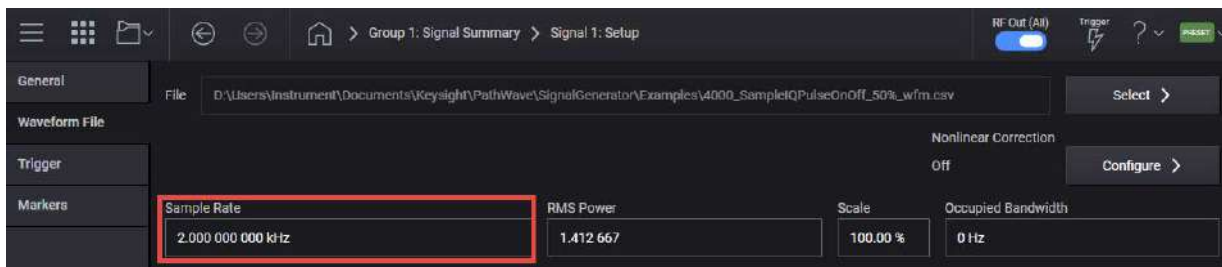 RF Out (All) Trigger
> Group 1: Signal Summary > Signal 1: Setup ? PRESET
General
File D:\Users\Instrument\Documents\Keysight\PathWave\SignalGenerator\Examples\4000_SampleIQPulseOnOff_50%_wfm.csv Select >
Waveform File
Nonlinear Correction
Trigger Off Configure >
Markers Sample Rate RMS Power Scale Occupied Bandwidth
2.000 000 000 kHz 1.412 667 100.00 % 0 Hz